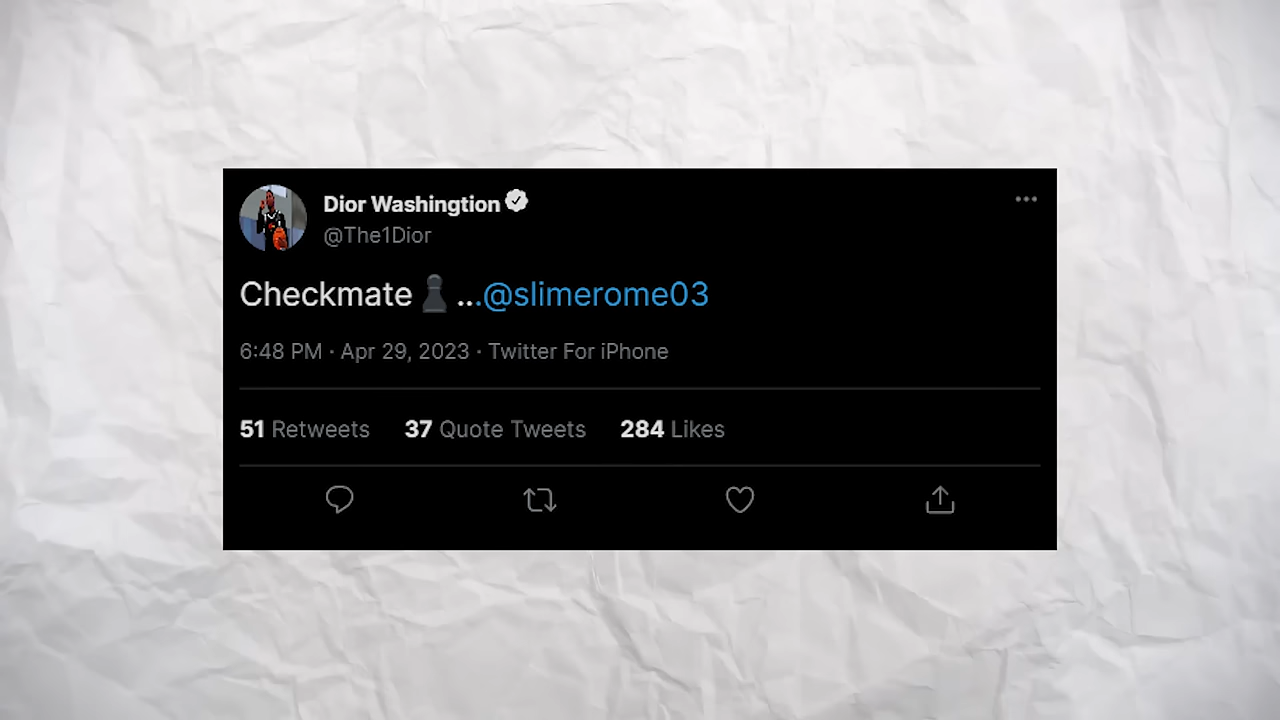 Dior Washingtion
@The1Dior
Checkmate ♟️ ...@slimerome03
6:48 PM · Apr 29, 2023 · Twitter For iPhone
51 Retweets 37 Quote Tweets 284 Likes